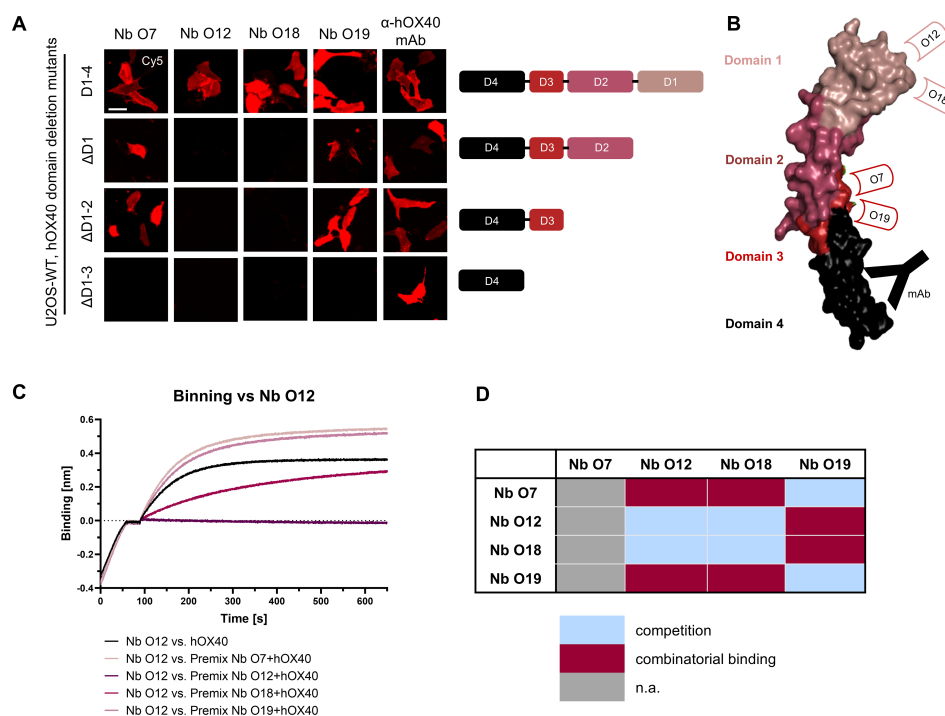 A
Nb O7 Nb O12 Nb O18 Nb O19 α-hOX40 mAb
U2OS-WT, hOX40 domain deletion mutants
D1-4
Cy5
D4 D3 D2 D1
ΔD1
D4 D3 D2
ΔD1-2
D4 D3
ΔD1-3
D4
B
Domain 1
O12
O18
Domain 2
O7
O19
Domain 3
mAb
Domain 4
C
Binning vs Nb O12
Binding [nm]
0.6
0.4
0.2
0.0
-0.2
-0.4
0 100 200 300 400 500 600
Time [s]
Nb O12 vs. hOX40
Nb O12 vs. Premix Nb O7+hOX40
Nb O12 vs. Premix Nb O12+hOX40
Nb O12 vs. Premix Nb O18+hOX40
Nb O12 vs. Premix Nb O19+hOX40
D
Nb O7 Nb O12 Nb O18 Nb O19
Nb O7
Nb O12
Nb O18
Nb O19
competition
combinatorial binding
n.a.